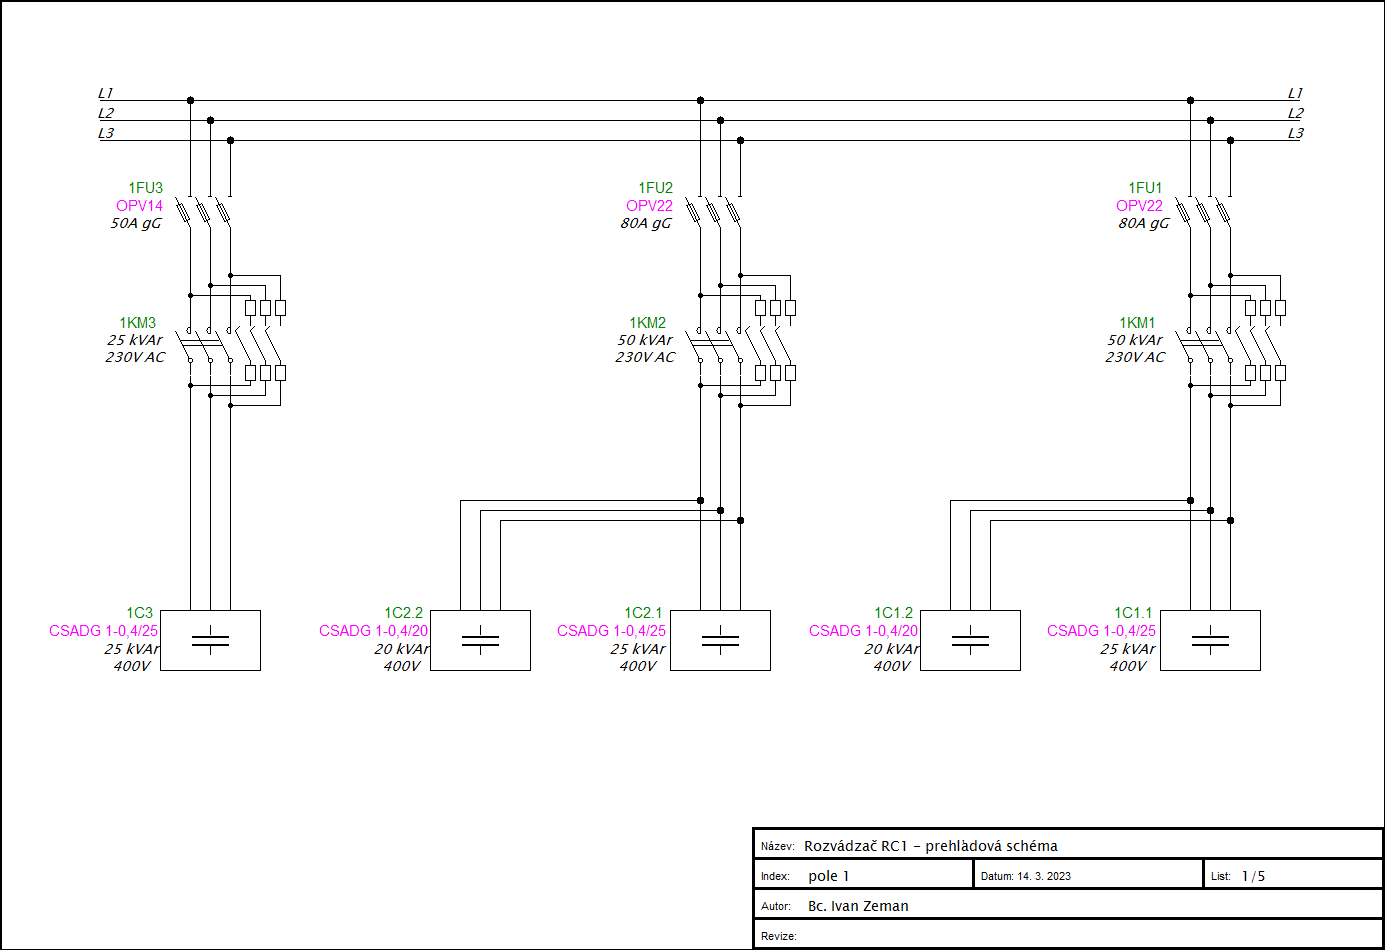 L1 L1
L2 L2
L3 L3
1FU3 1FU2 1FU1
OPV14 OPV22 OPV22
50A gG 80A gG 80A gG
1KM3 1KM2 1KM1
25 kVAr 50 kVAr 50 kVAr
230V AC 230V AC 230V AC
1C3 1C2.2 1C2.1 1C1.2 1C1.1
CSADG 1-0,4/25 CSADG 1-0,4/20 CSADG 1-0,4/25 CSADG 1-0,4/20 CSADG 1-0,4/25
25 kVAr 20 kVAr 25 kVAr 20 kVAr 25 kVAr
400V 400V 400V 400V 400V
Název: Rozvádzač RC1 - prehľadová schéma
Index: pole 1 Datum: 14. 3. 2023 List: 1/5
Autor: Bc. Ivan Zeman
Revize: